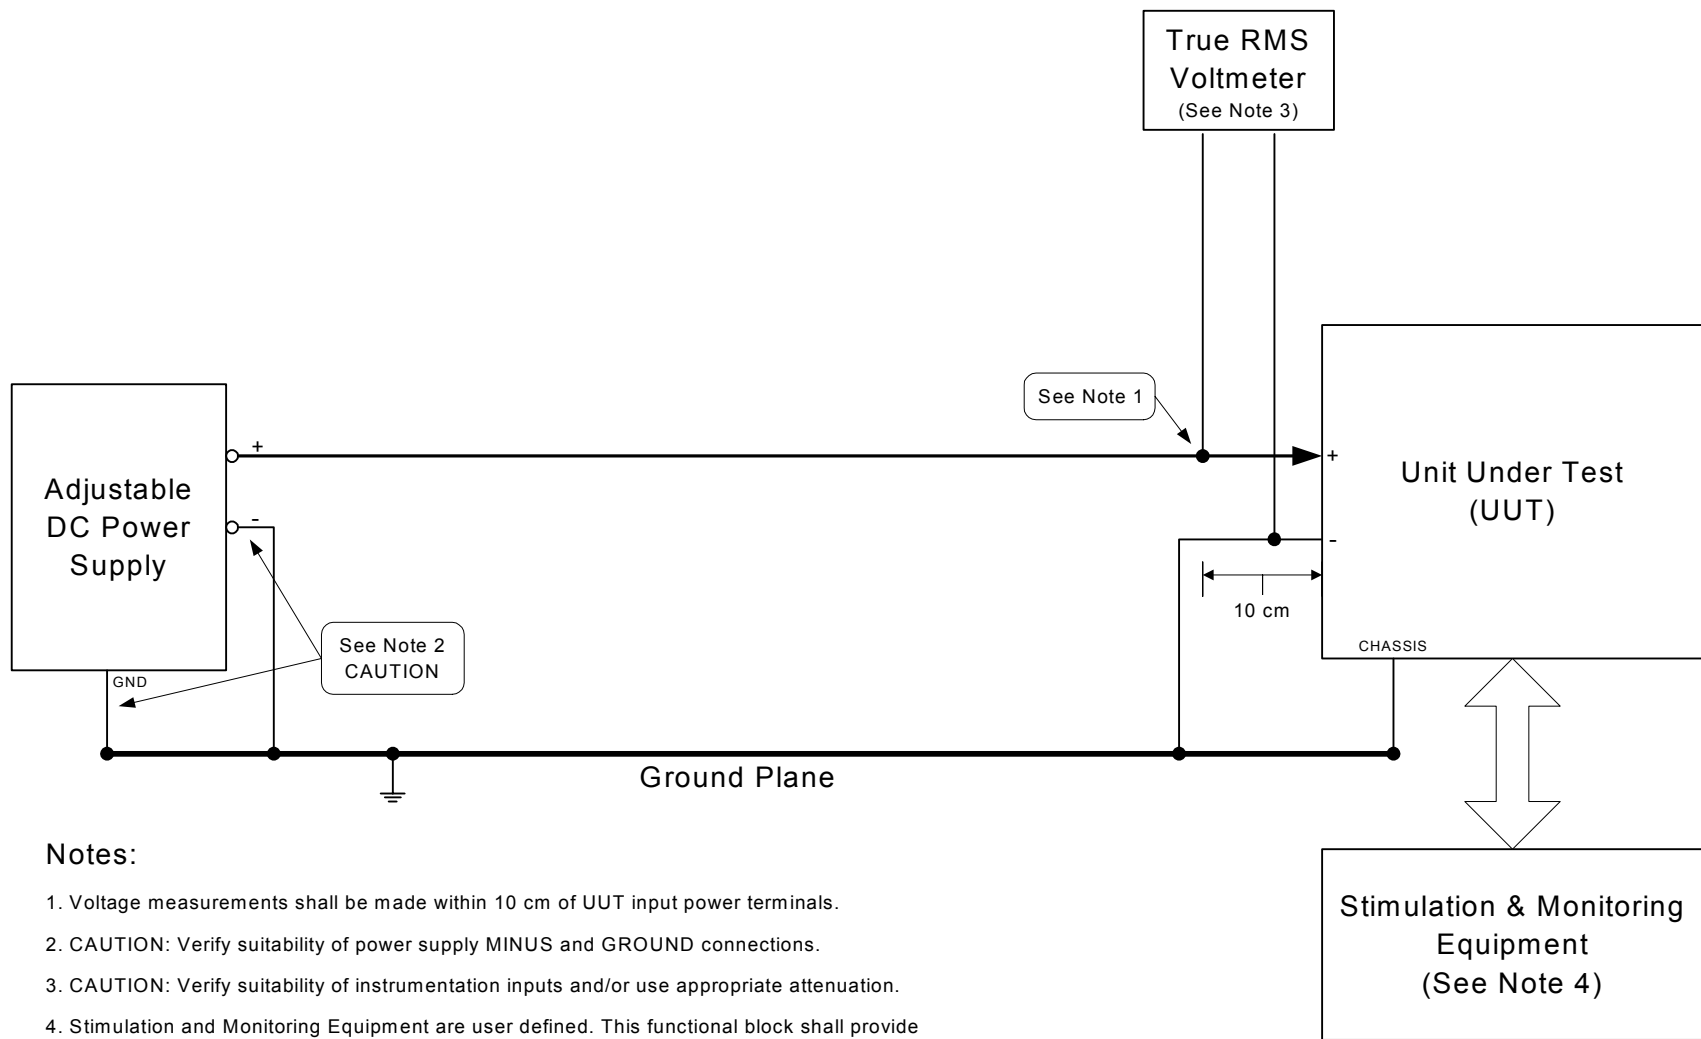 True RMS
Voltmeter
(See Note 3)
See Note 1
+
+
Adjustable
DC Power
Supply
-
Unit Under Test
(UUT)
-
10 cm
See Note 2
CAUTION
CHASSIS
GND
Ground Plane
Notes:
1. Voltage measurements shall be made within 10 cm of UUT input power terminals.
2. CAUTION: Verify suitability of power supply MINUS and GROUND connections.
3. CAUTION: Verify suitability of instrumentation inputs and/or use appropriate attenuation.
4. Stimulation and Monitoring Equipment are user defined. This functional block shall provide
Stimulation & Monitoring
Equipment
(See Note 4)